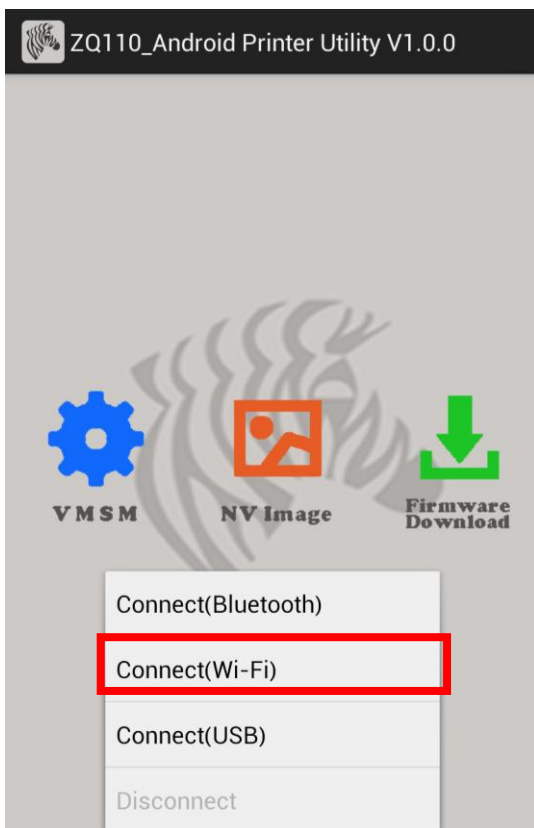 ZQ110_Android Printer Utility V1.0.0
VMSM
NV Image
Firmware
Download
Connect(Bluetooth)
Connect(Wi-Fi)
Connect(USB)
Disconnect